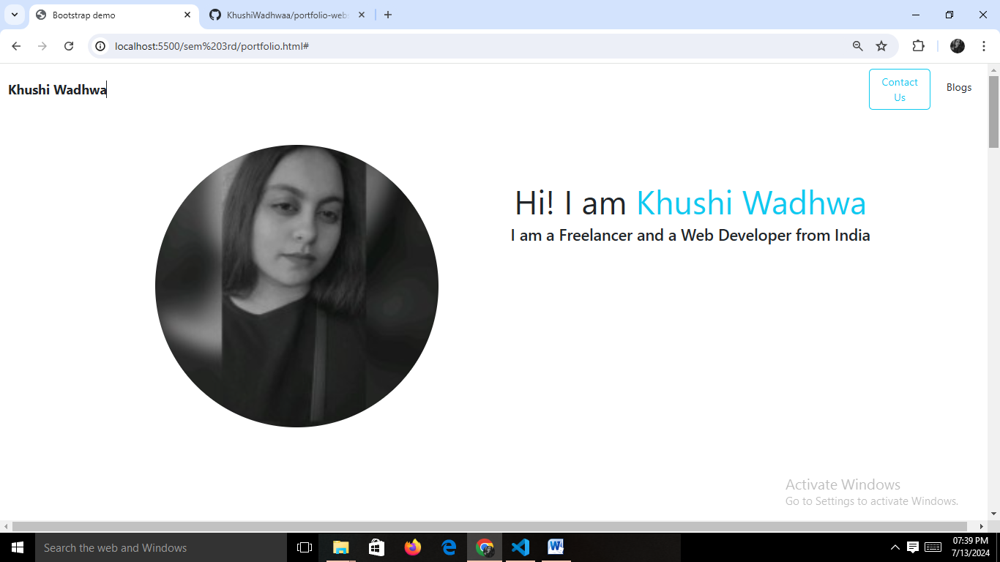 Bootstrap demo
KhushiWadhwaa/portfolio-web
localhost:5500/sem%203rd/portfolio.html#
Khushi Wadhwa
Contact
Us
Blogs
Hi! I am Khushi Wadhwa
I am a Freelancer and a Web Developer from India
Activate Windows
Go to Settings to activate Windows.
Search the web and Windows
07:39 PM
7/13/2024